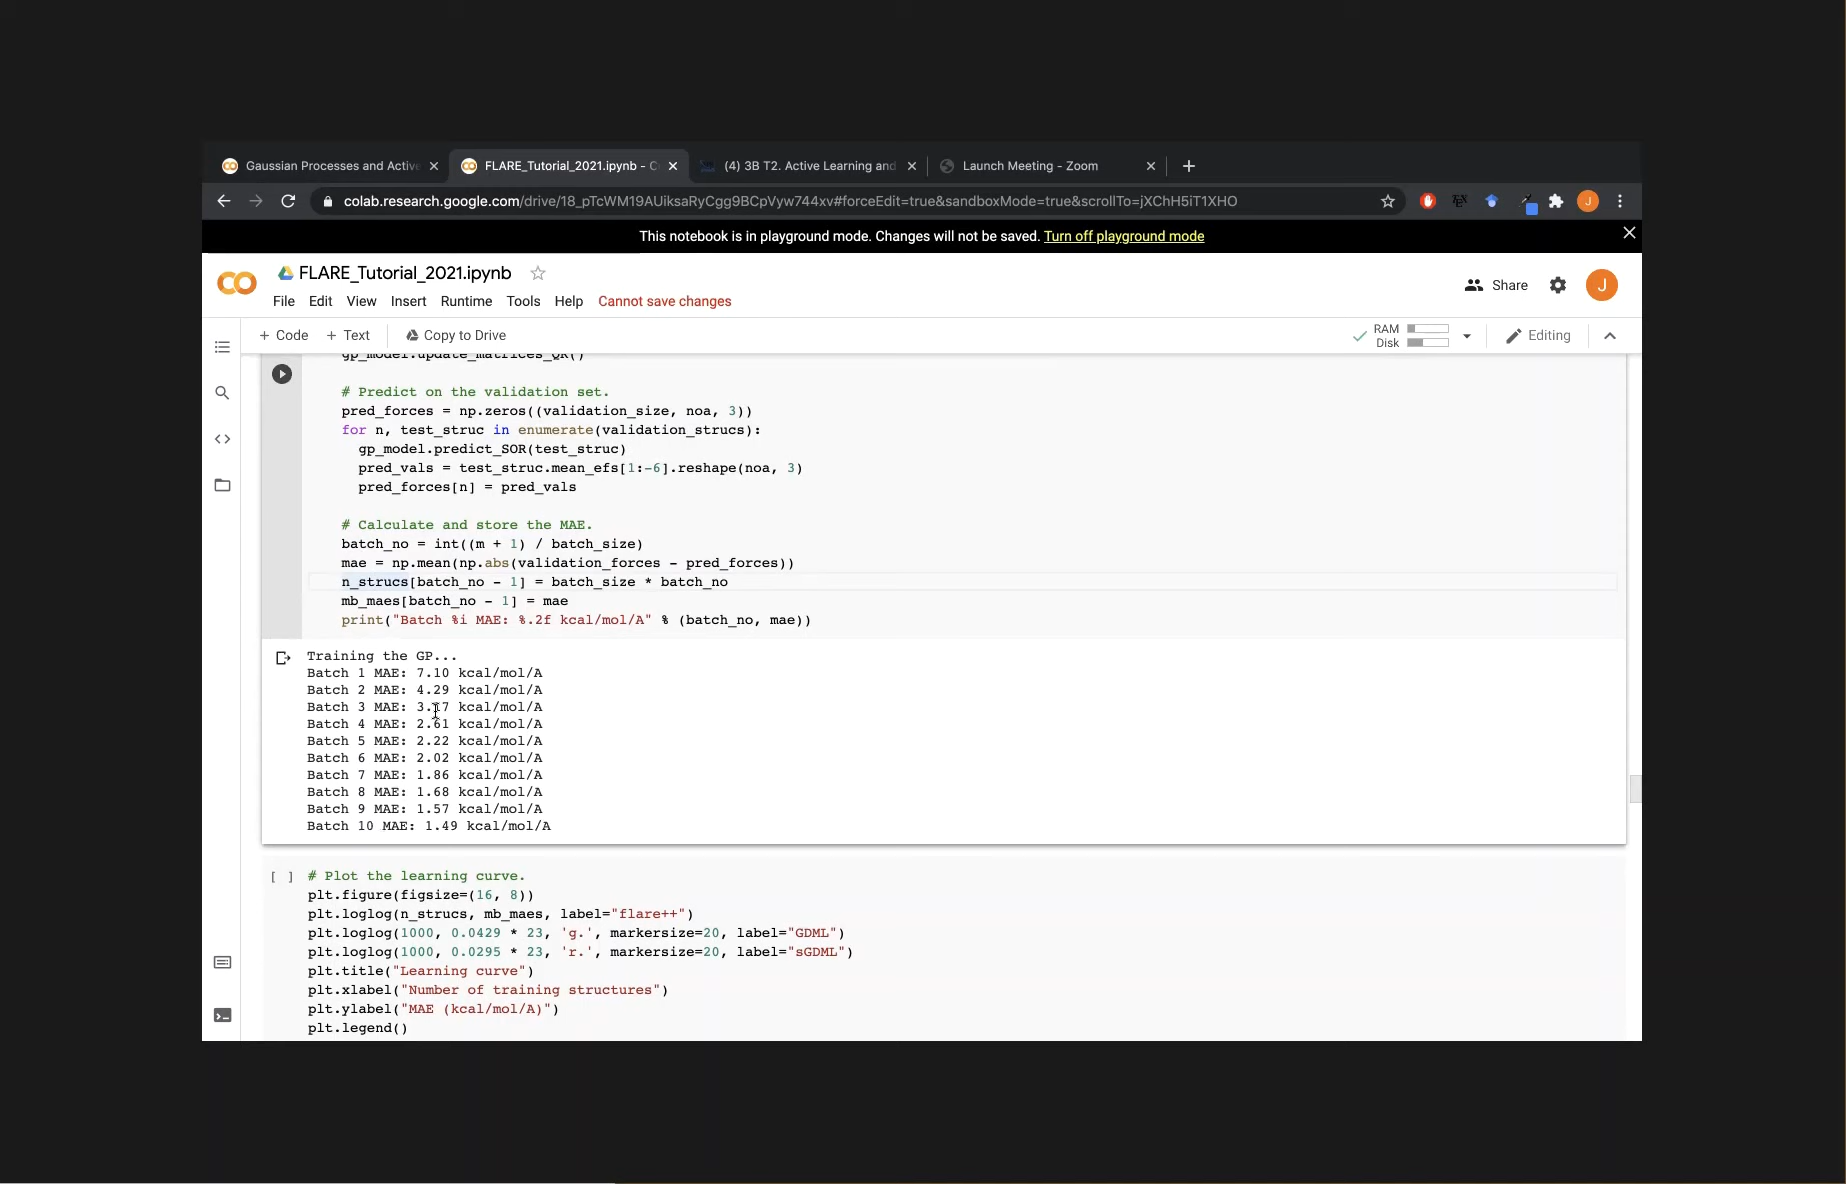 Gaussian Processes and Active
FLARE_Tutorial_2021.ipynb - C
(4) 3B T2. Active Learning and
Launch Meeting - Zoom
colab.research.google.com/drive/18_pTcWM19AUiksaRyCgg9BCpVyw744xv#forceEdit=true&sandboxMode=true&scrollTo=jXChH5iT1XHO
J
This notebook is in playground mode. Changes will not be saved. Turn off playground mode
FLARE_Tutorial_2021.ipynb
Share
J
File Edit View Insert Runtime Tools Help Cannot save changes
+ Code + Text Copy to Drive
RAM
Disk
Editing
gp_model.update_matrices_QR()
# Predict on the validation set.
pred_forces = np.zeros((validation_size, noa, 3))
for n, test_struc in enumerate(validation_strucs):
gp_model.predict_SOR(test_struc)
pred_vals = test_struc.mean_efs[1:-6].reshape(noa, 3)
pred_forces[n] = pred_vals
# Calculate and store the MAE.
batch_no = int((m + 1) / batch_size)
mae = np.mean(np.abs(validation_forces - pred_forces))
n_strucs[batch_no - 1] = batch_size * batch_no
mb_maes[batch_no - 1] = mae
print("Batch %i MAE: %.2f kcal/mol/A" % (batch_no, mae))
Training the GP...
Batch 1 MAE: 7.10 kcal/mol/A
Batch 2 MAE: 4.29 kcal/mol/A
Batch 3 MAE: kcal/mol/A
Batch 4 MAE: 2.61 kcal/mol/A
Batch 5 MAE: 2.22 kcal/mol/A
Batch 6 MAE: 2.02 kcal/mol/A
Batch 7 MAE: 1.86 kcal/mol/A
Batch 8 MAE: 1.68 kcal/mol/A
Batch 9 MAE: 1.57 kcal/mol/A
Batch 10 MAE: 1.49 kcal/mol/A
[ ] # Plot the learning curve.
plt.figure(figsize=(16, 8))
plt.loglog(n_strucs, mb_maes, label="flare++")
plt.loglog(1000, 0.0429 * 23, 'g.', markersize=20, label="GDML")
plt.loglog(1000, 0.0295 * 23, 'r.', markersize=20, label="sGDML")
plt.title("Learning curve")
plt.xlabel("Number of training structures")
plt.ylabel("MAE (kcal/mol/A)")
plt.legend()